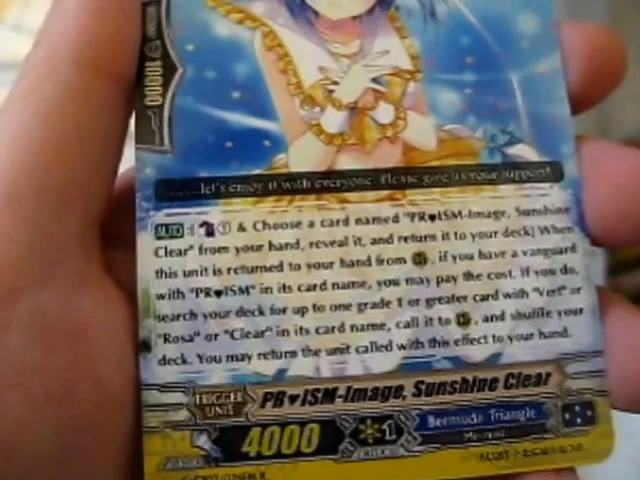 10000
......let's enjoy it with everyone. Please give us your support!
AUTO : ① & Choose a card named "PR♥ISM-Image, Sunshine
Clear" from your hand, reveal it, and return it to your deck] When
this unit is returned to your hand from , if you have a vanguard
with "PR♥ISM" in its card name, you may pay the cost. If you do,
search your deck for up to one grade 1 or greater card with "Vert" or
"Rosa" or "Clear" in its card name, call it to , and shuffle your
deck. You may return the unit called with this effect to your hand.
TRIGGER
UNIT
PR♥ISM-Image, Sunshine Clear
4000
1
Bermuda Triangle
Mermaid